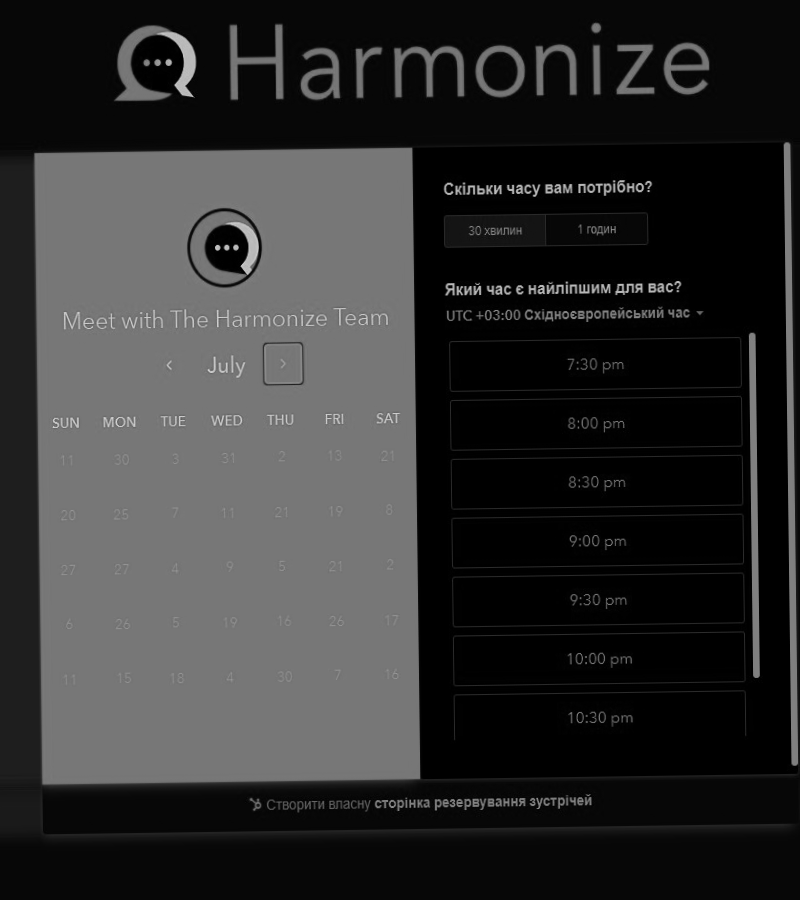 Harmonize
Meet with The Harmonize Team
July
SUN MON TUE WED THU FRI SAT
11 30 3 31 2 13 21
20 25 7 11 21 19 8
27 27 4 9 5 21 2
6 26 5 19 16 26 17
11 15 18 4 30 7 16
Скільки часу вам потрібно?
30 хвилин 1 годин
Який час є найліпшим для вас?
UTC +03:00 Східноєвропейський час
7:30 pm
8:00 pm
8:30 pm
9:00 pm
9:30 pm
10:00 pm
10:30 pm
Створити власну сторінка резервування зустрічей